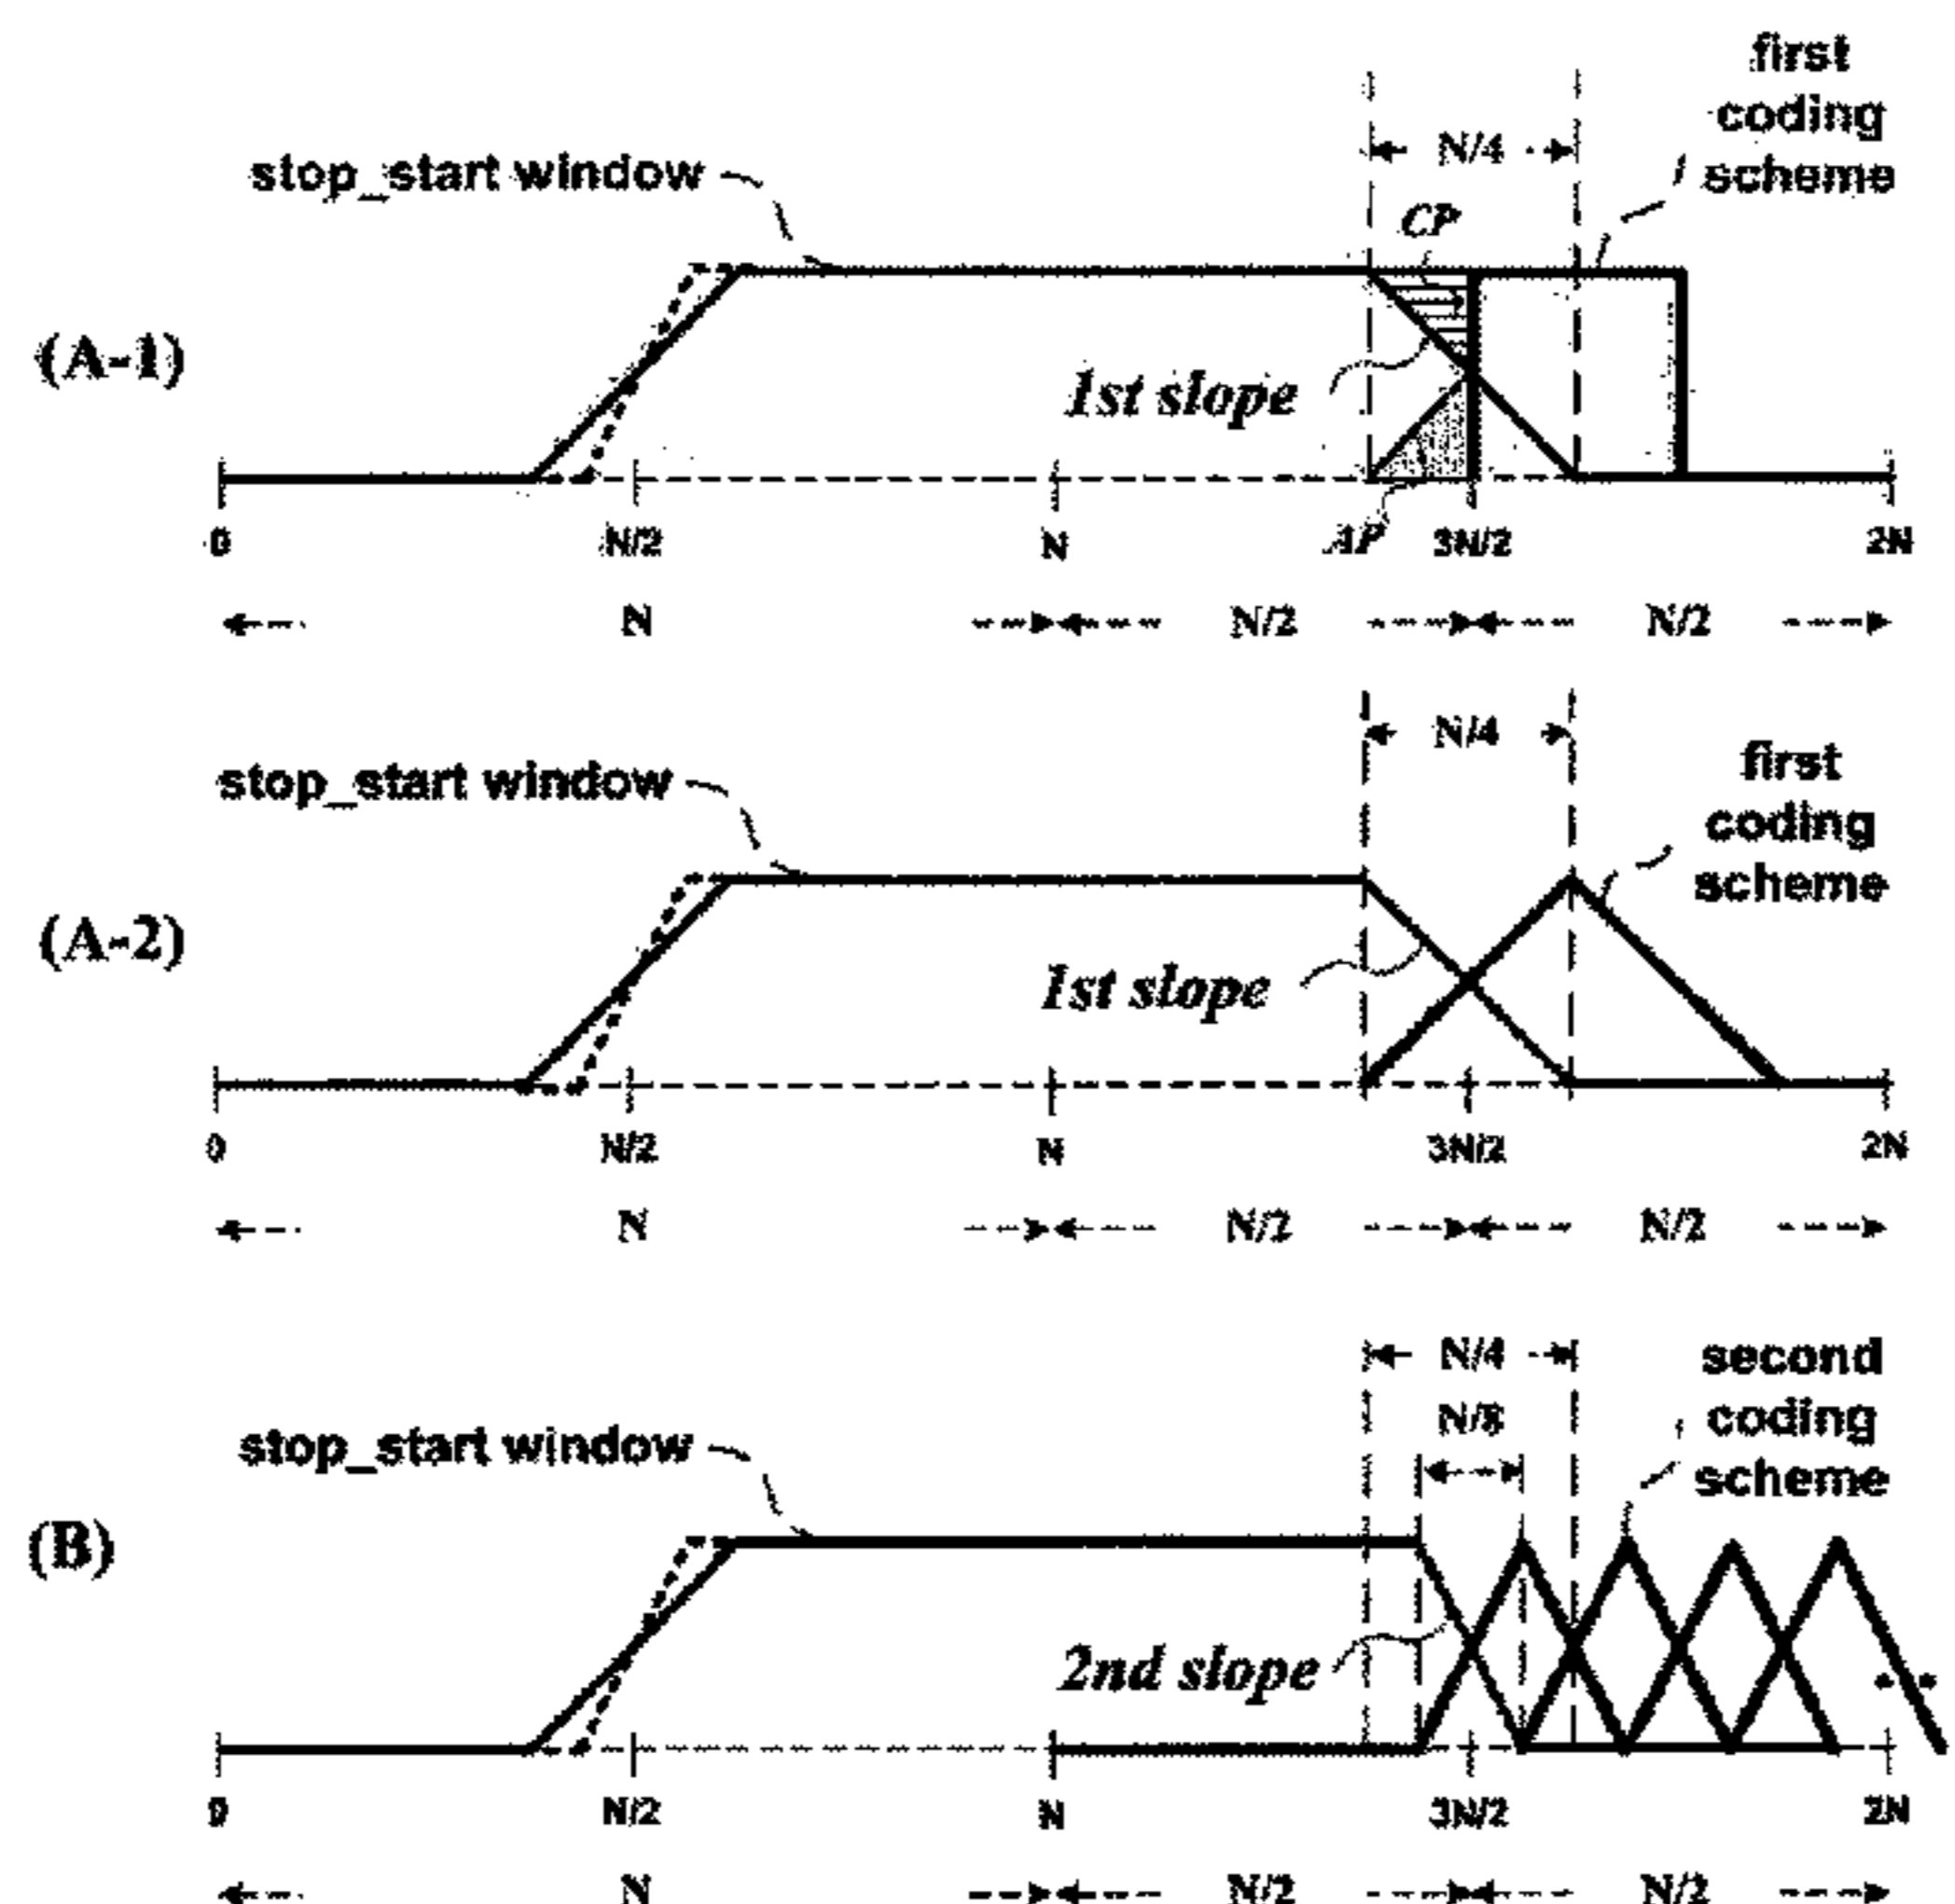 first
coding
scheme
N/4
stop_start window
CP
(A-1)
1st slope
0
N/2
N
AP
3N/2
2N
N
N/2
N/2
N/4
first
coding
scheme
stop_start window
(A-2)
1st slope
0
N/2
N
3N/2
2N
N
N/2
N/2
N/4
second
coding
scheme
N/8
stop_start window
(B)
2nd slope
0
N/2
N
3N/2
2N
N
N/2
N/2